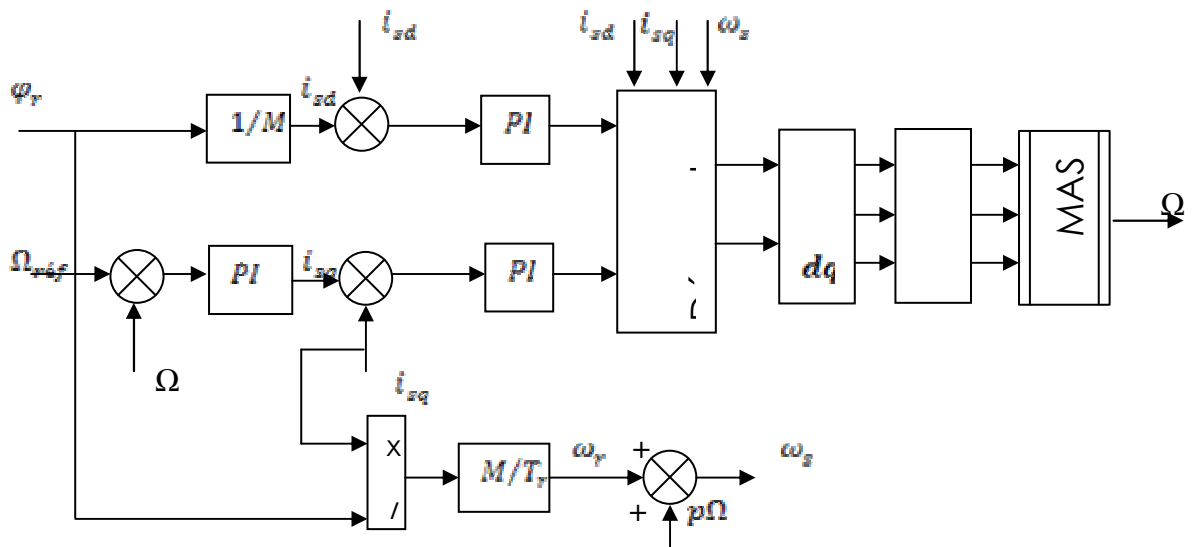 i_sd
i_sd i_sq ω_s
φ_r
1/M
i_sd
PI
Ω_réf
PI
i_sq
PI
dq
MAS
Ω
Ω
i_sq
X
/
M/T_r
ω_r
+
+
pΩ
ω_s